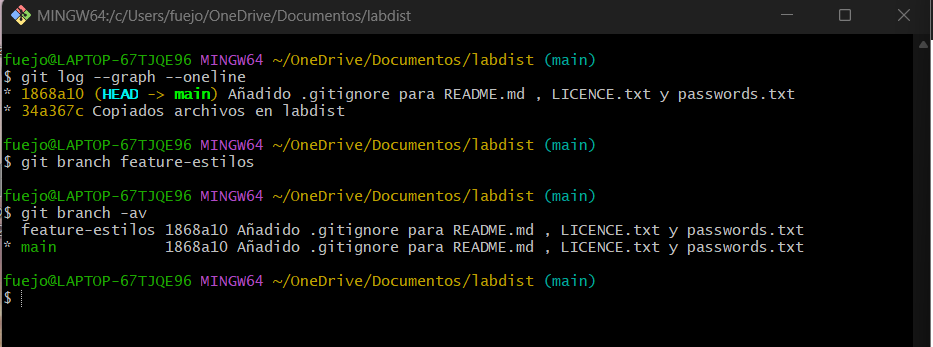 MINGW64:/c/Users/fuejo/OneDrive/Documentos/labdist
fuejo@LAPTOP-67TJQE96 MINGW64 ~/OneDrive/Documentos/labdist (main)
$ git log --graph --oneline
* 1868a10 (HEAD -> main) Añadido .gitignore para README.md , LICENCE.txt y passwords.txt
* 34a367c Copiados archivos en labdist
fuejo@LAPTOP-67TJQE96 MINGW64 ~/OneDrive/Documentos/labdist (main)
$ git branch feature-estilos
fuejo@LAPTOP-67TJQE96 MINGW64 ~/OneDrive/Documentos/labdist (main)
$ git branch -av
feature-estilos 1868a10 Añadido .gitignore para README.md , LICENCE.txt y passwords.txt
* main 1868a10 Añadido .gitignore para README.md , LICENCE.txt y passwords.txt
fuejo@LAPTOP-67TJQE96 MINGW64 ~/OneDrive/Documentos/labdist (main)
$